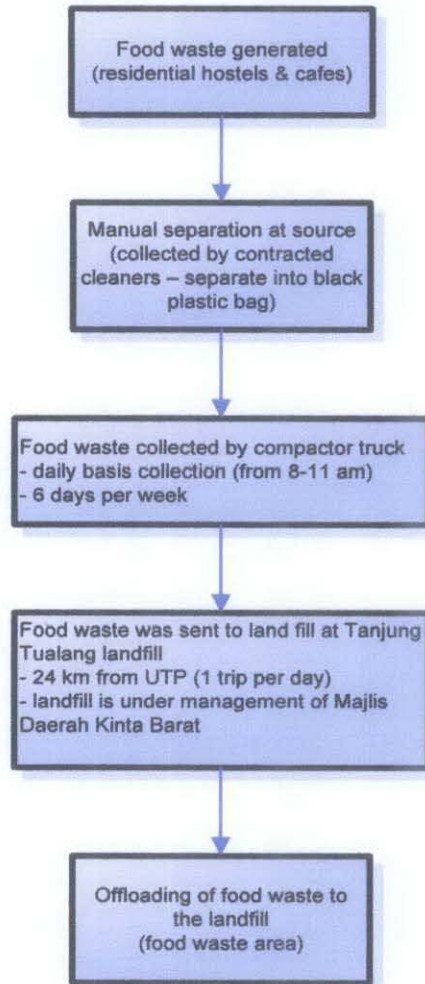 Food waste generated
(residential hostels & cafes)
Manual separation at source
(collected by contracted
cleaners – separate into black
plastic bag)
Food waste collected by compactor truck
- daily basis collection (from 8-11 am)
- 6 days per week
Food waste was sent to land fill at Tanjung
Tualang landfill
- 24 km from UTP (1 trip per day)
- landfill is under management of Majlis
Daerah Kinta Barat
Offloading of food waste to
the landfill
(food waste area)